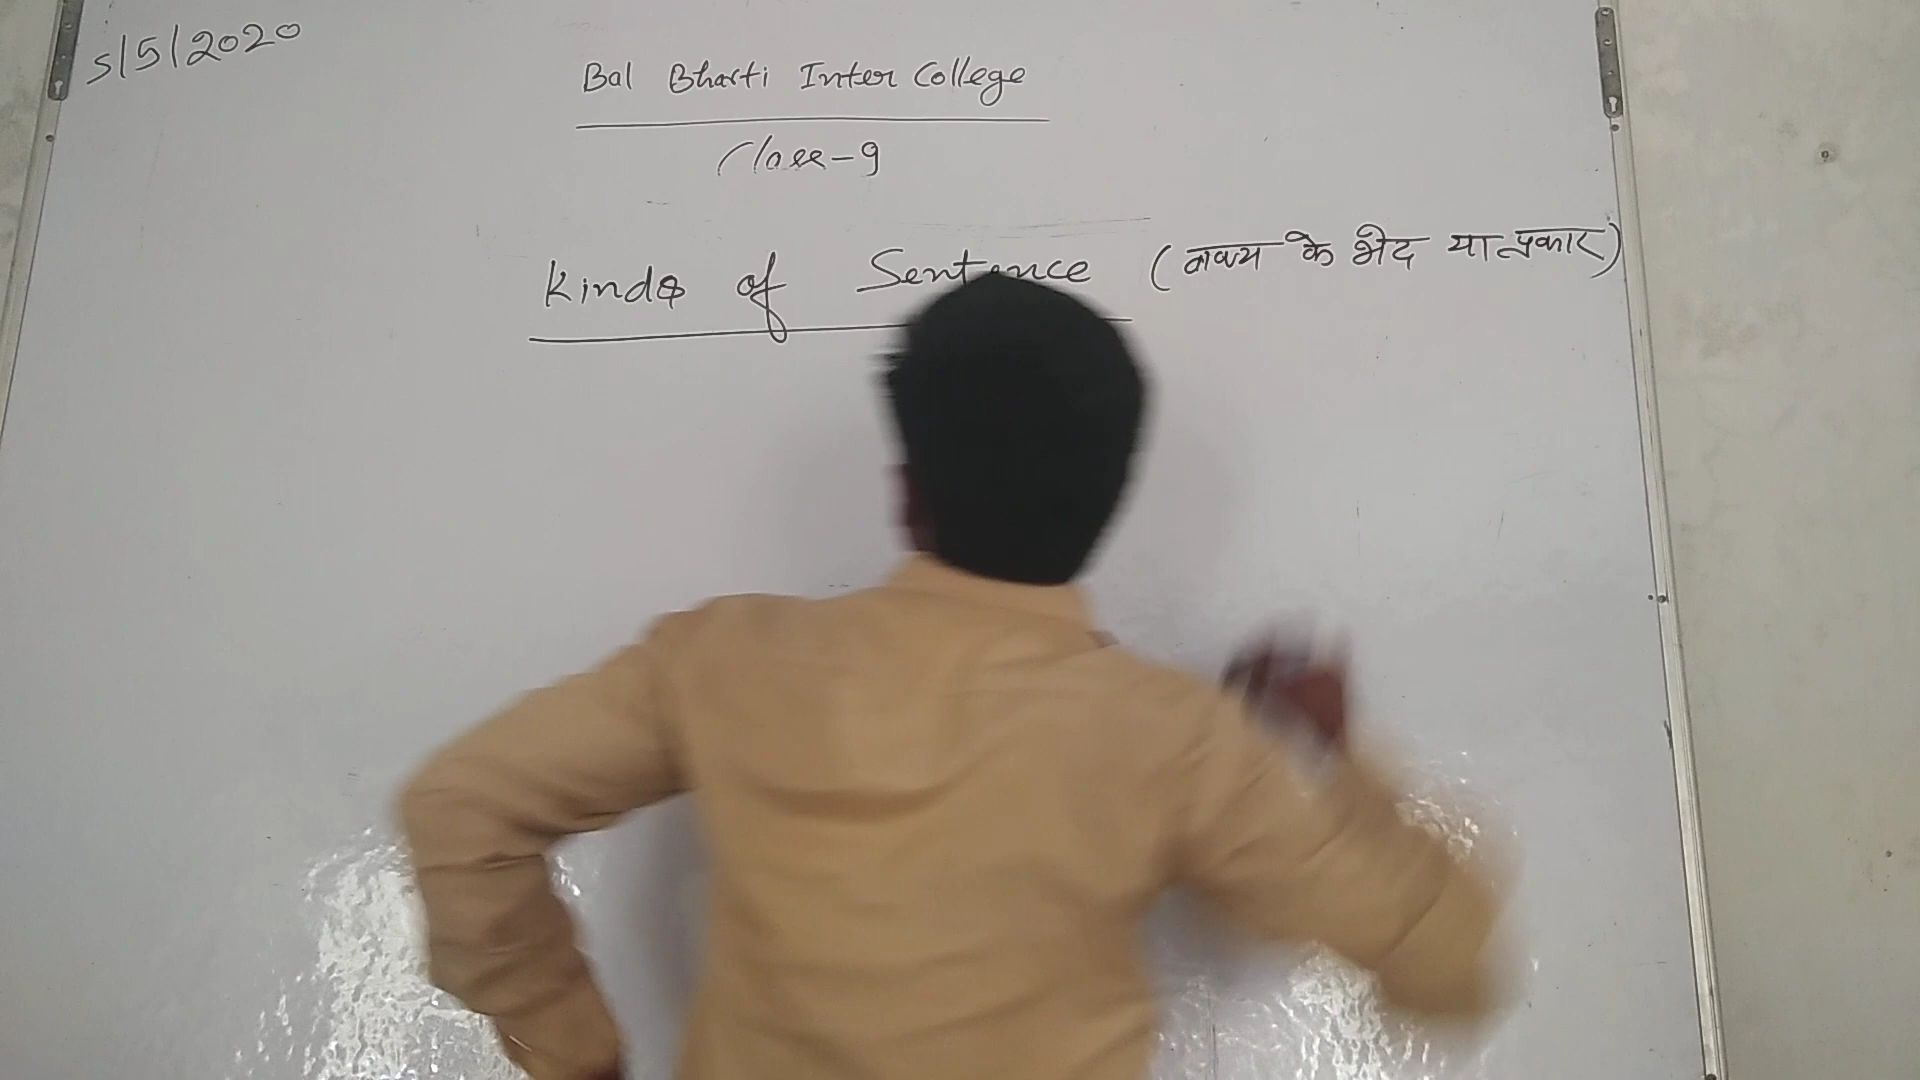 5/5/2020
Bal Bharti Inter College
Class-9
Kinds of Sentence (वाक्य के भेद या प्रकार)